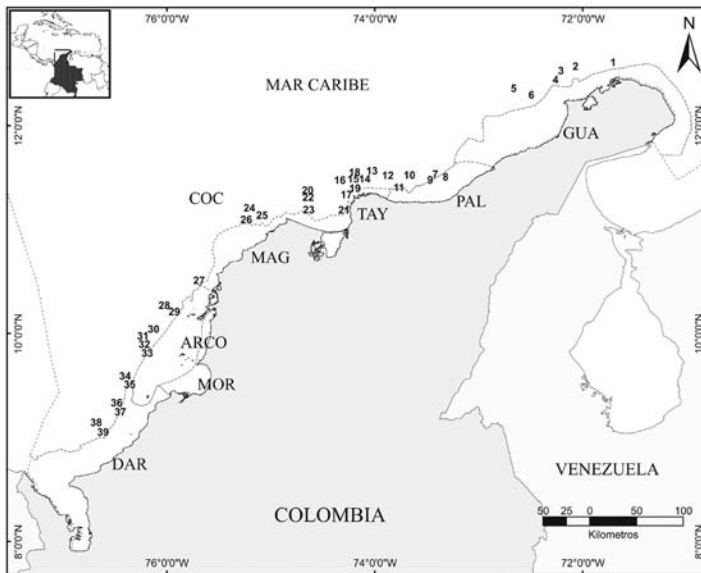 76°0'0"W 74°0'0"W 72°0'0"W
N
MAR CARIBE
1
2
3
4
5
6
12°0'0"N 12°0'0"N
GUA
18 13
16 15 14 12 10 7
9 8
19 11
17
20
22
23 21
COC
24
26 25
TAY
PAL
MAG
27
28
29
10°0'0"N 10°0'0"N
30
31
32
33
ARCO
34
35
MOR
36
37
38
39
DAR
VENEZUELA
COLOMBIA
50 25 0 50 100
Kilometros
8°0'0"N 8°0'0"N
76°0'0"W 74°0'0"W 72°0'0"W